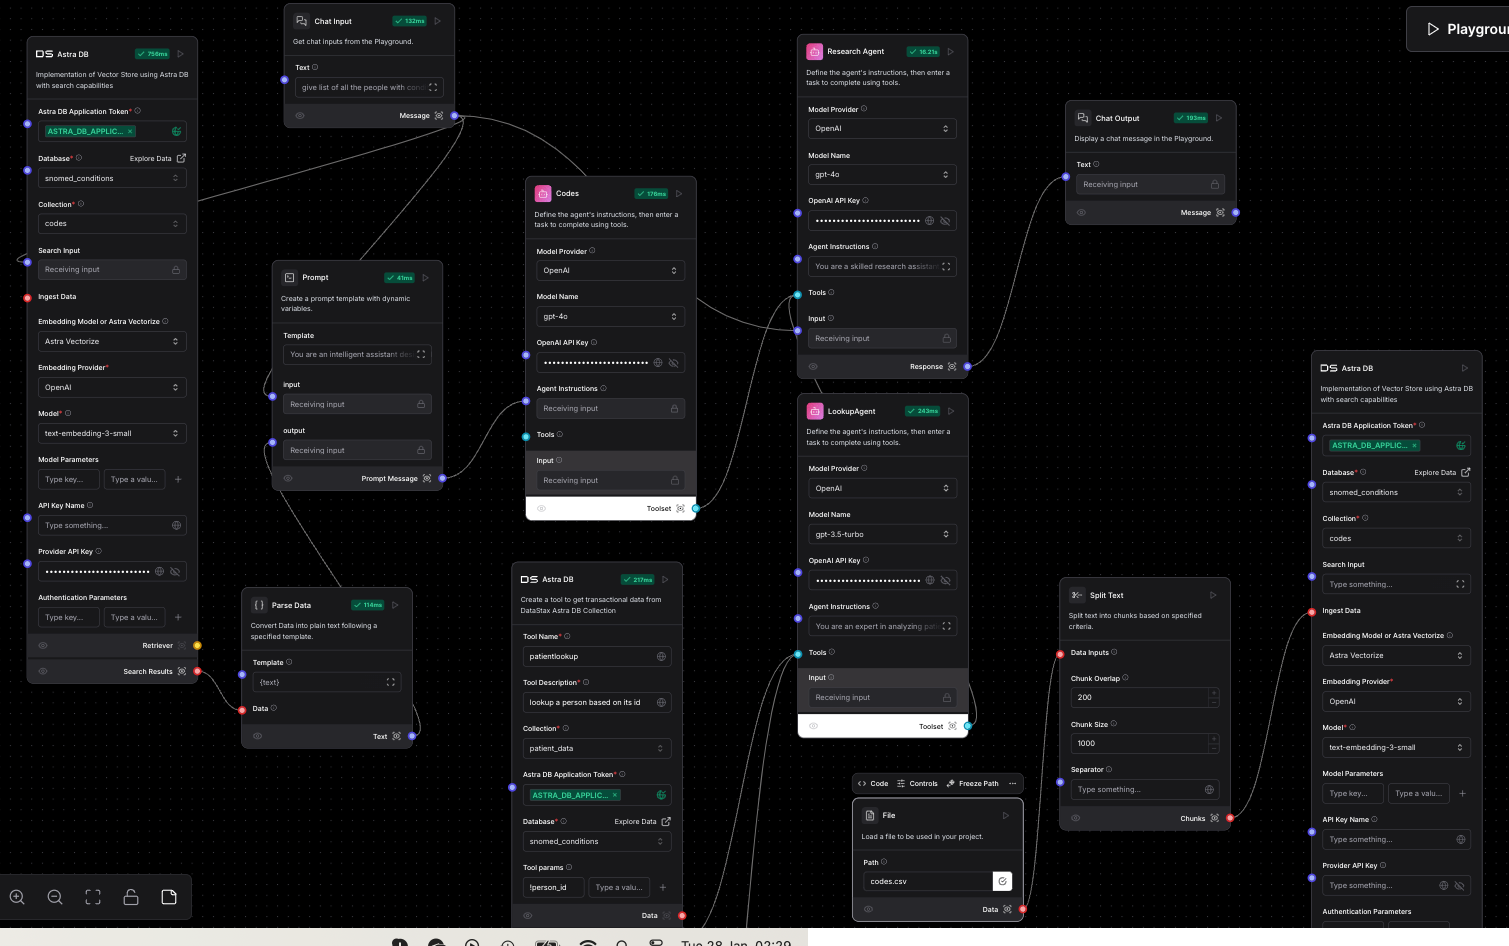 Astra DB
756ms
Implementation of Vector Store using Astra DB
with search capabilities
Astra DB Application Token*
ASTRA_DB_APPLIC... ×
Database*
Explore Data
snomed_conditions
Collection*
codes
Search Input
Receiving input
Ingest Data
Embedding Model or Astra Vectorize
Astra Vectorize
Embedding Provider*
OpenAI
Model*
text-embedding-3-small
Model Parameters
Type key...
Type a valu...
API Key Name
Type something...
Provider API Key
••••••••••••••••••••••••
Authentication Parameters
Type key...
Type a valu...
Retriever
Search Results
Chat Input
132ms
Get chat inputs from the Playground.
Text
give list of all the people with con
Message
Prompt
41ms
Create a prompt template with dynamic
variables.
Template
You are an intelligent assistant de
input
Receiving input
output
Receiving input
Prompt Message
Parse Data
114ms
Convert Data into plain text following a
specified template.
Template
{text}
Data
Text
Codes
176ms
Define the agent's instructions, then enter a
task to complete using tools.
Model Provider
OpenAI
Model Name
gpt-4o
OpenAI API Key
••••••••••••••••••••••••
Agent Instructions
Receiving input
Tools
Input
Receiving input
Toolset
Astra DB
217ms
Create a tool to get transactional data from
DataStax Astra DB Collection
Tool Name*
patientlookup
Tool Description*
lookup a person based on its id
Collection*
patient_data
Astra DB Application Token*
ASTRA_DB_APPLIC... ×
Database*
Explore Data
snomed_conditions
Tool params
!person_id
Type a valu...
Data
Research Agent
16.21s
Define the agent's instructions, then enter a
task to complete using tools.
Model Provider
OpenAI
Model Name
gpt-4o
OpenAI API Key
••••••••••••••••••••••••
Agent Instructions
You are a skilled research assistan
Tools
Input
Receiving input
Response
LookupAgent
243ms
Define the agent's instructions, then enter a
task to complete using tools.
Model Provider
OpenAI
Model Name
gpt-3.5-turbo
OpenAI API Key
••••••••••••••••••••••••
Agent Instructions
You are an expert in analyzing pati
Tools
Input
Receiving input
Toolset
Code
Controls
Freeze Path
File
Load a file to be used in your project.
Path
codes.csv
Data
Playgroun
Chat Output
193ms
Display a chat message in the Playground.
Text
Receiving input
Message
Split Text
Split text into chunks based on specified
criteria.
Data Inputs
Chunk Overlap
200
Chunk Size
1000
Separator
Type something...
Chunks
Astra DB
Implementation of Vector Store using Astra DB
with search capabilities
Astra DB Application Token*
ASTRA_DB_APPLIC... ×
Database*
Explore Data
snomed_conditions
Collection*
codes
Search Input
Type something...
Ingest Data
Embedding Model or Astra Vectorize
Astra Vectorize
Embedding Provider*
OpenAI
Model*
text-embedding-3-small
Model Parameters
Type key...
Type a valu...
API Key Name
Type something...
Provider API Key
Type something...
Authentication Parameters
Tue 28 Jan 02:29